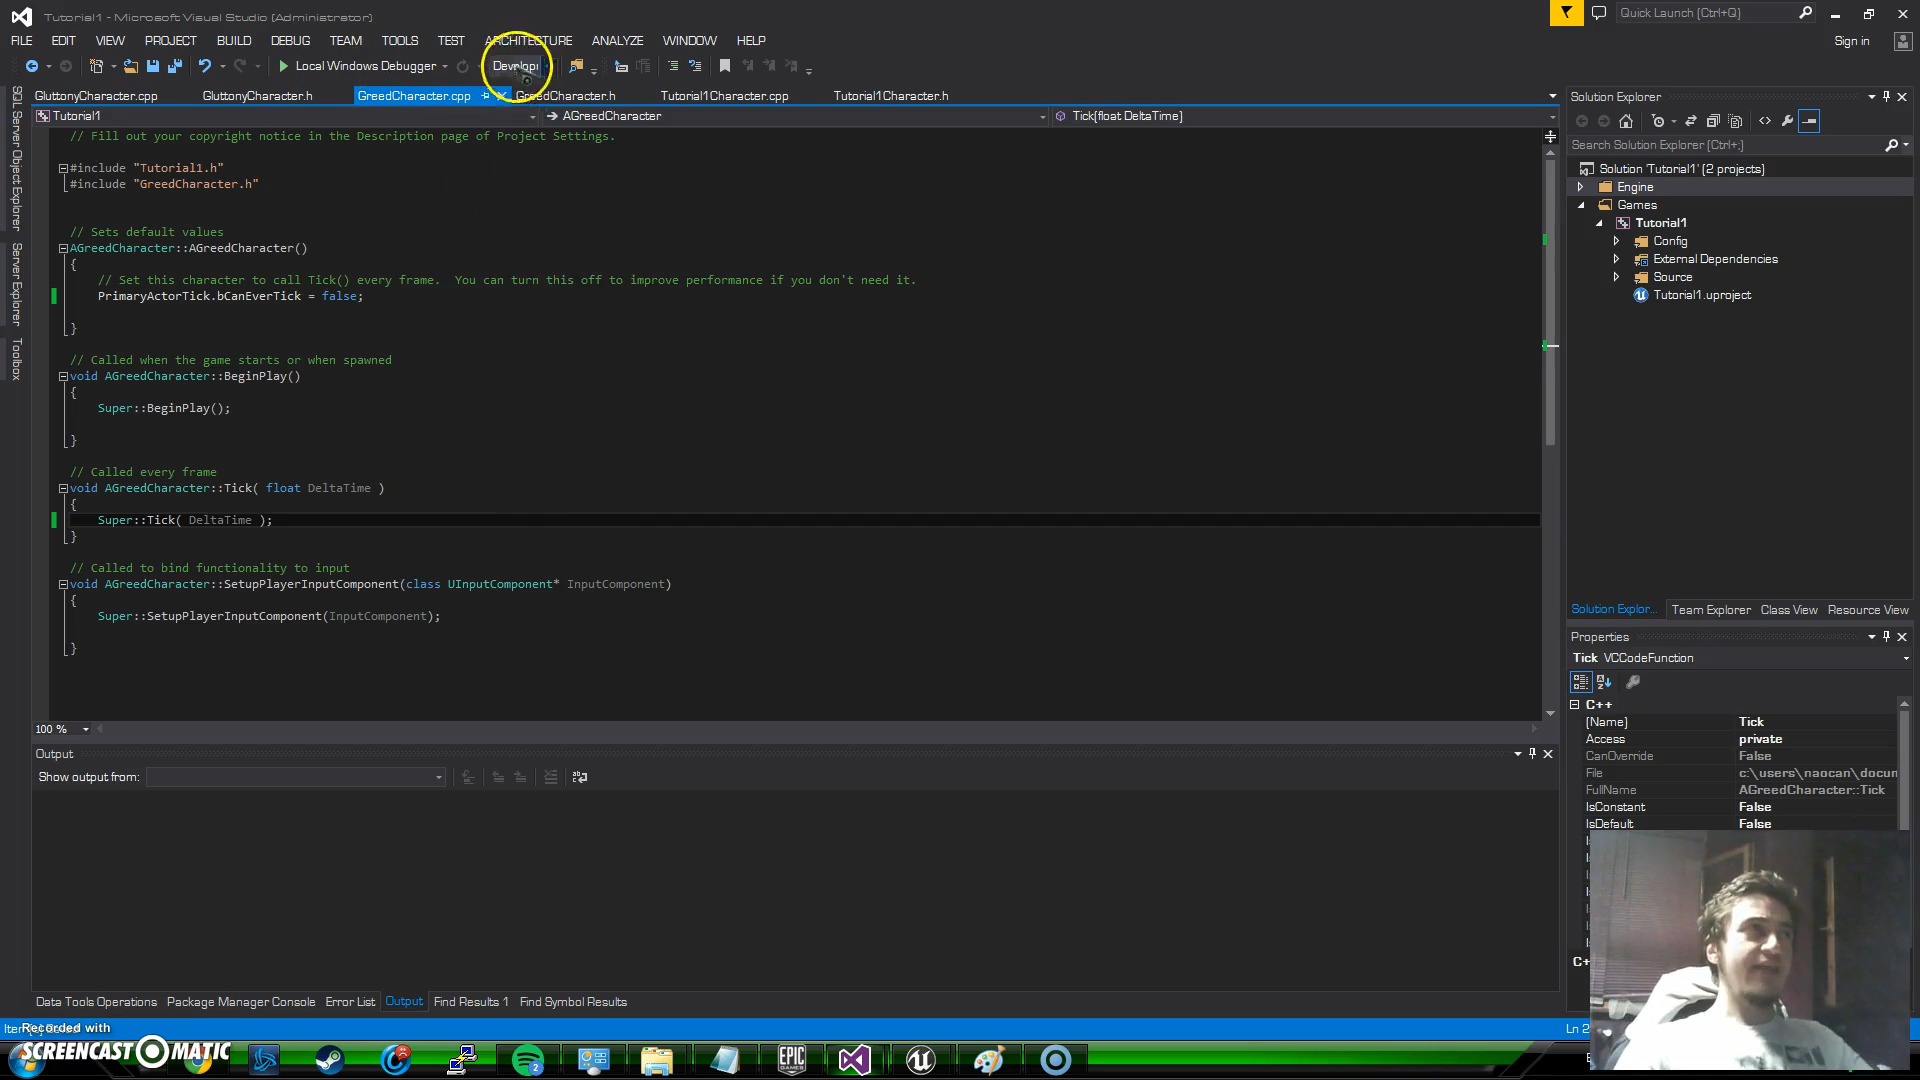 Tutorial1 - Microsoft Visual Studio (Administrator)
Quick Launch (Ctrl+Q)
FILE EDIT VIEW PROJECT BUILD DEBUG TEAM TOOLS TEST ARCHITECTURE ANALYZE WINDOW HELP
Sign in
Local Windows Debugger
GluttonyCharacter.cpp GluttonyCharacter.h GreedCharacter.cpp GreedCharacter.h Tutorial1Character.cpp Tutorial1Character.h
Tutorial1 AGreedCharacter Tick(float DeltaTime)
// Fill out your copyright notice in the Description page of Project Settings.
#include "Tutorial1.h"
#include "GreedCharacter.h"
// Sets default values
AGreedCharacter::AGreedCharacter()
{
// Set this character to call Tick() every frame.  You can turn this off to improve performance if you don't need it.
PrimaryActorTick.bCanEverTick = false;
}
// Called when the game starts or when spawned
void AGreedCharacter::BeginPlay()
{
Super::BeginPlay();
}
// Called every frame
void AGreedCharacter::Tick( float DeltaTime )
{
Super::Tick( DeltaTime );
}
// Called to bind functionality to input
void AGreedCharacter::SetupPlayerInputComponent(class UInputComponent* InputComponent)
{
Super::SetupPlayerInputComponent(InputComponent);
}
100 %
Output
Show output from:
Data Tools Operations Package Manager Console Error List Output Find Results 1 Find Symbol Results
SQL Server Object Explorer
Server Explorer
Toolbox
Solution Explorer
Search Solution Explorer (Ctrl+;)
Solution 'Tutorial1' (2 projects)
Engine
Games
Tutorial1
Config
External Dependencies
Source
Tutorial1.uproject
Solution Explor... Team Explorer Class View Resource View
Properties
Tick VCCodeFunction
C++
(Name) Tick
Access private
CanOverride False
File c:\users\naocan\docun
FullName AGreedCharacter::Tick
IsConstant False
IsDefault False
Recorded with
SCREENCAST MATIC
EPIC
GAMES
2